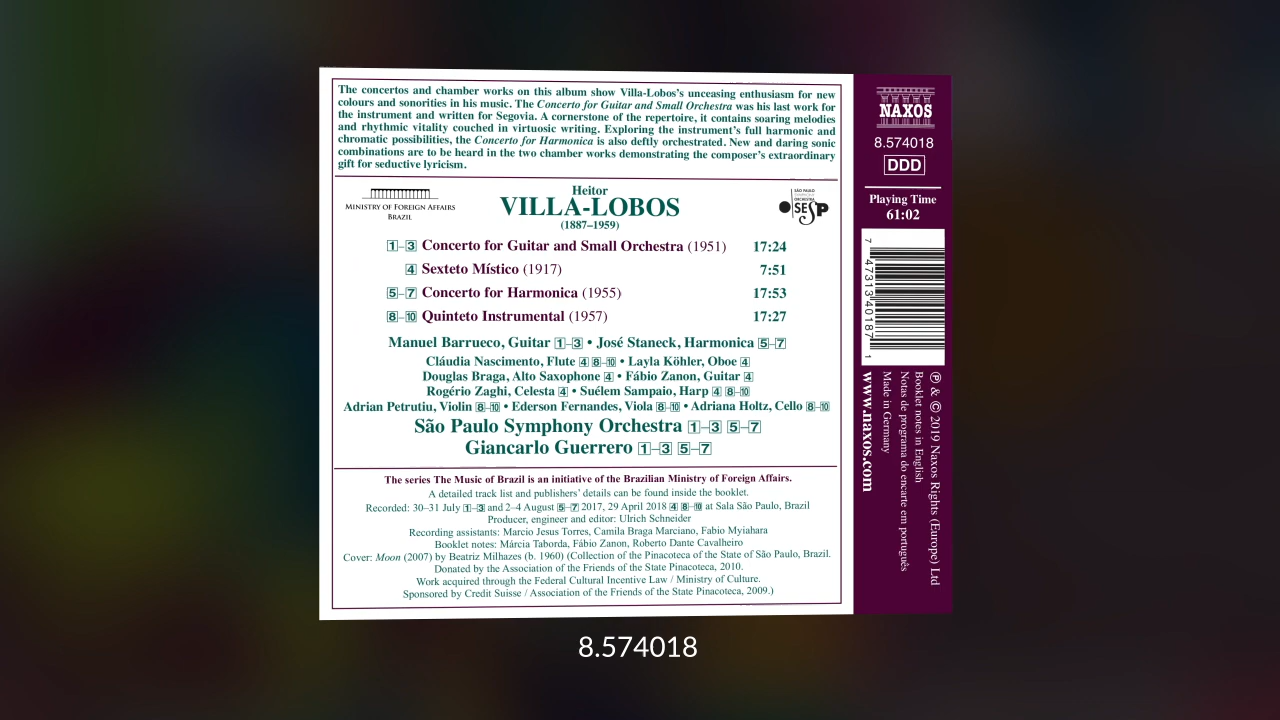 The concertos and chamber works on this album show Villa-Lobos's unceasing enthusiasm for new
colours and sonorities in his music. The Concerto for Guitar and Small Orchestra was his last work for
the instrument and written for Segovia. A cornerstone of the repertoire, it contains soaring melodies
and rhythmic vitality couched in virtuosic writing. Exploring the instrument's full harmonic and
chromatic possibilities, the Concerto for Harmonica is also deftly orchestrated. New and daring sonic
combinations are to be heard in the two chamber works demonstrating the composer's extraordinary
gift for seductive lyricism.
MINISTRY OF FOREIGN AFFAIRS
BRAZIL
Heitor
VILLA-LOBOS
(1887–1959)
SÃO PAULO
SYMPHONY
ORCHESTRA
OSESP
1–3 Concerto for Guitar and Small Orchestra (1951) 17:24
4 Sexteto Místico (1917) 7:51
5–7 Concerto for Harmonica (1955) 17:53
8–10 Quinteto Instrumental (1957) 17:27
Manuel Barrueco, Guitar 1–3 • José Staneck, Harmonica 5–7
Cláudia Nascimento, Flute 4 8–10 • Layla Köhler, Oboe 4
Douglas Braga, Alto Saxophone 4 • Fábio Zanon, Guitar 4
Rogério Zaghi, Celesta 4 • Suélem Sampaio, Harp 4 8–10
Adrian Petrutiu, Violin 8–10 • Ederson Fernandes, Viola 8–10 • Adriana Holtz, Cello 8–10
São Paulo Symphony Orchestra 1–3 5–7
Giancarlo Guerrero 1–3 5–7
The series The Music of Brazil is an initiative of the Brazilian Ministry of Foreign Affairs.
A detailed track list and publishers' details can be found inside the booklet.
Recorded: 30–31 July 1–3 and 2–4 August 5–7 2017, 29 April 2018 4 8–10 at Sala São Paulo, Brazil
Producer, engineer and editor: Ulrich Schneider
Recording assistants: Marcio Jesus Torres, Camila Braga Marciano, Fabio Myiahara
Booklet notes: Márcia Taborda, Fábio Zanon, Roberto Dante Cavalheiro
Cover: Moon (2007) by Beatriz Milhazes (b. 1960) (Collection of the Pinacoteca of the State of São Paulo, Brazil.
Donated by the Association of the Friends of the State Pinacoteca, 2010.
Work acquired through the Federal Cultural Incentive Law / Ministry of Culture.
Sponsored by Credit Suisse / Association of the Friends of the State Pinacoteca, 2009.)
NAXOS
8.574018
DDD
Playing Time
61:02
7 47313 40187 1
℗ & © 2019 Naxos Rights (Europe) Ltd
Booklet notes in English
Notas de programa do encarte em português
Made in Germany
www.naxos.com
8.574018